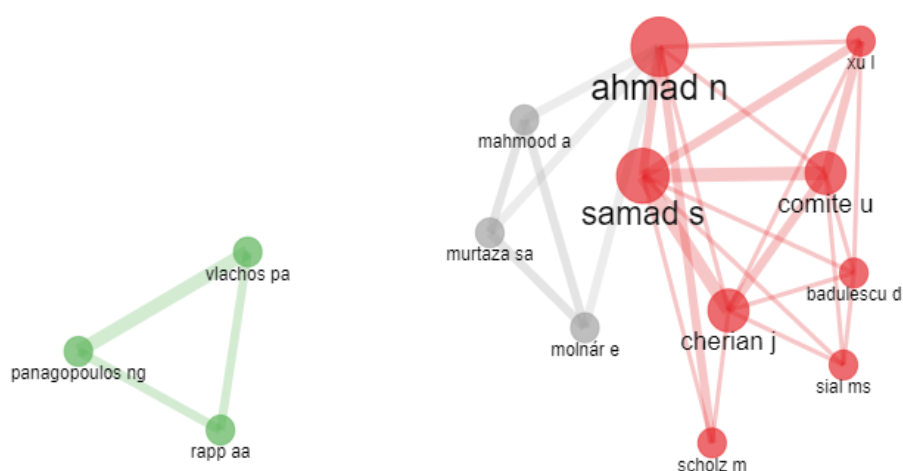 ahmad n
xu l
mahmood a
comite u
samad s
murtaza sa
vlachos pa
badulescu d
cherian j
molnár e
panagopoulos ng
sial ms
rapp aa
scholz m